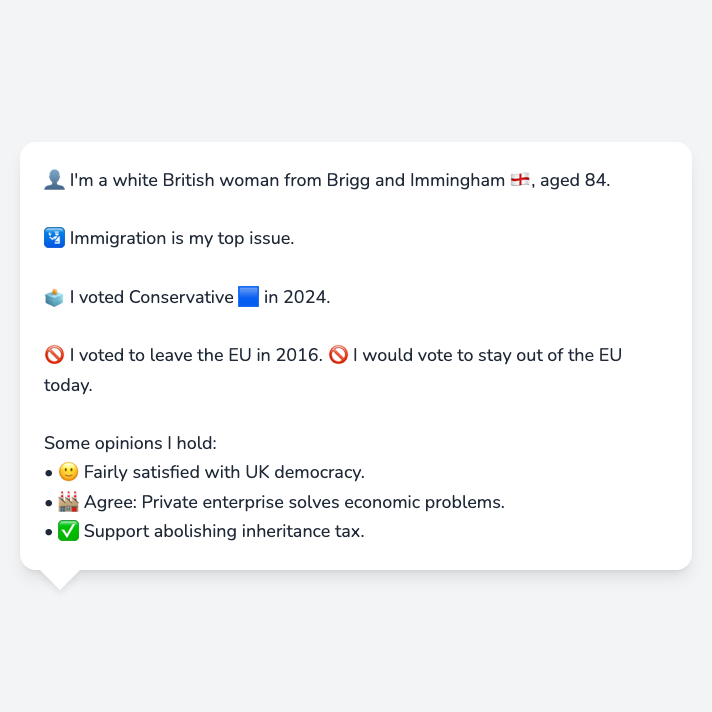 👤 I'm a white British woman from Brigg and Immingham 🏴󠁧󠁢󠁥󠁮󠁧󠁿, aged 84.
🛂 Immigration is my top issue.
🗳️ I voted Conservative 🟦 in 2024.
🚫 I voted to leave the EU in 2016. 🚫 I would vote to stay out of the EU
today.
Some opinions I hold:
• 🙂 Fairly satisfied with UK democracy.
• 🏭 Agree: Private enterprise solves economic problems.
• ✅ Support abolishing inheritance tax.